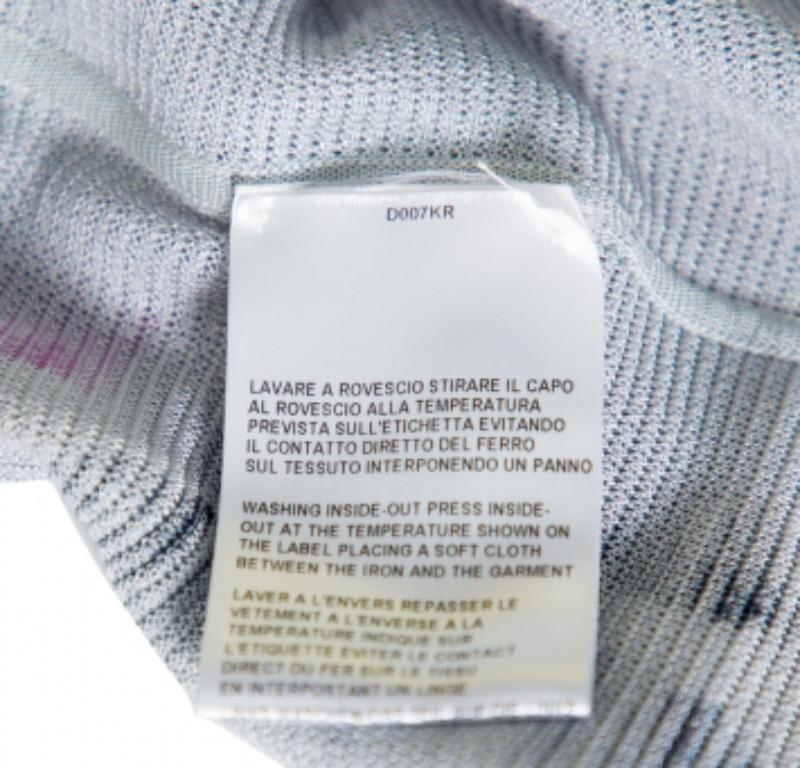 D007KR
LAVARE A ROVESCIO STIRARE IL CAPO
AL ROVESCIO ALLA TEMPERATURA
PREVISTA SULL'ETICHETTA EVITANDO
IL CONTATTO DIRETTO DEL FERRO
SUL TESSUTO INTERPONENDO UN PANNO
WASHING INSIDE-OUT PRESS INSIDE-
OUT AT THE TEMPERATURE SHOWN ON
THE LABEL PLACING A SOFT CLOTH
BETWEEN THE IRON AND THE GARMENT
LAVER A L'ENVERS REPASSER LE
VETEMENT A L'ENVERSE A LA
TEMPERATURE INDIQUE SUR
L'ETIQUETTE EVITER LE CONTACT
DIRECT DU FER SUR LE TISSU
EN INTERPOSTANT UN LINGE